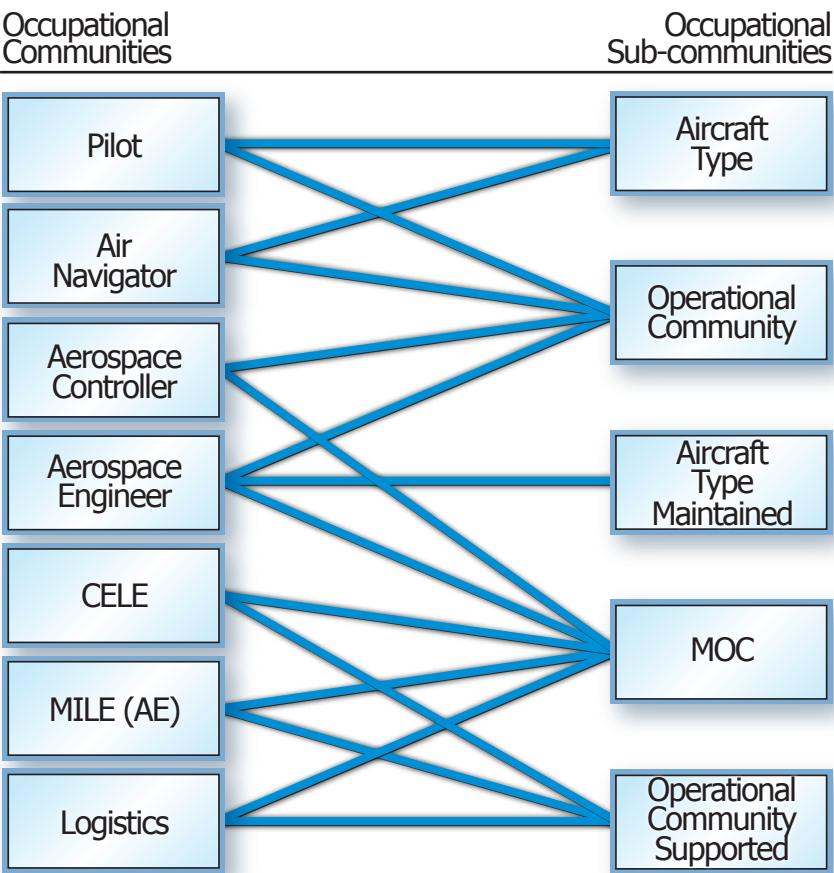 Occupational
Communities
Occupational
Sub-communities
Pilot
Air
Navigator
Aerospace
Controller
Aerospace
Engineer
CELE
MILE (AE)
Logistics
Aircraft
Type
Operational
Community
Aircraft
Type
Maintained
MOC
Operational
Community
Supported